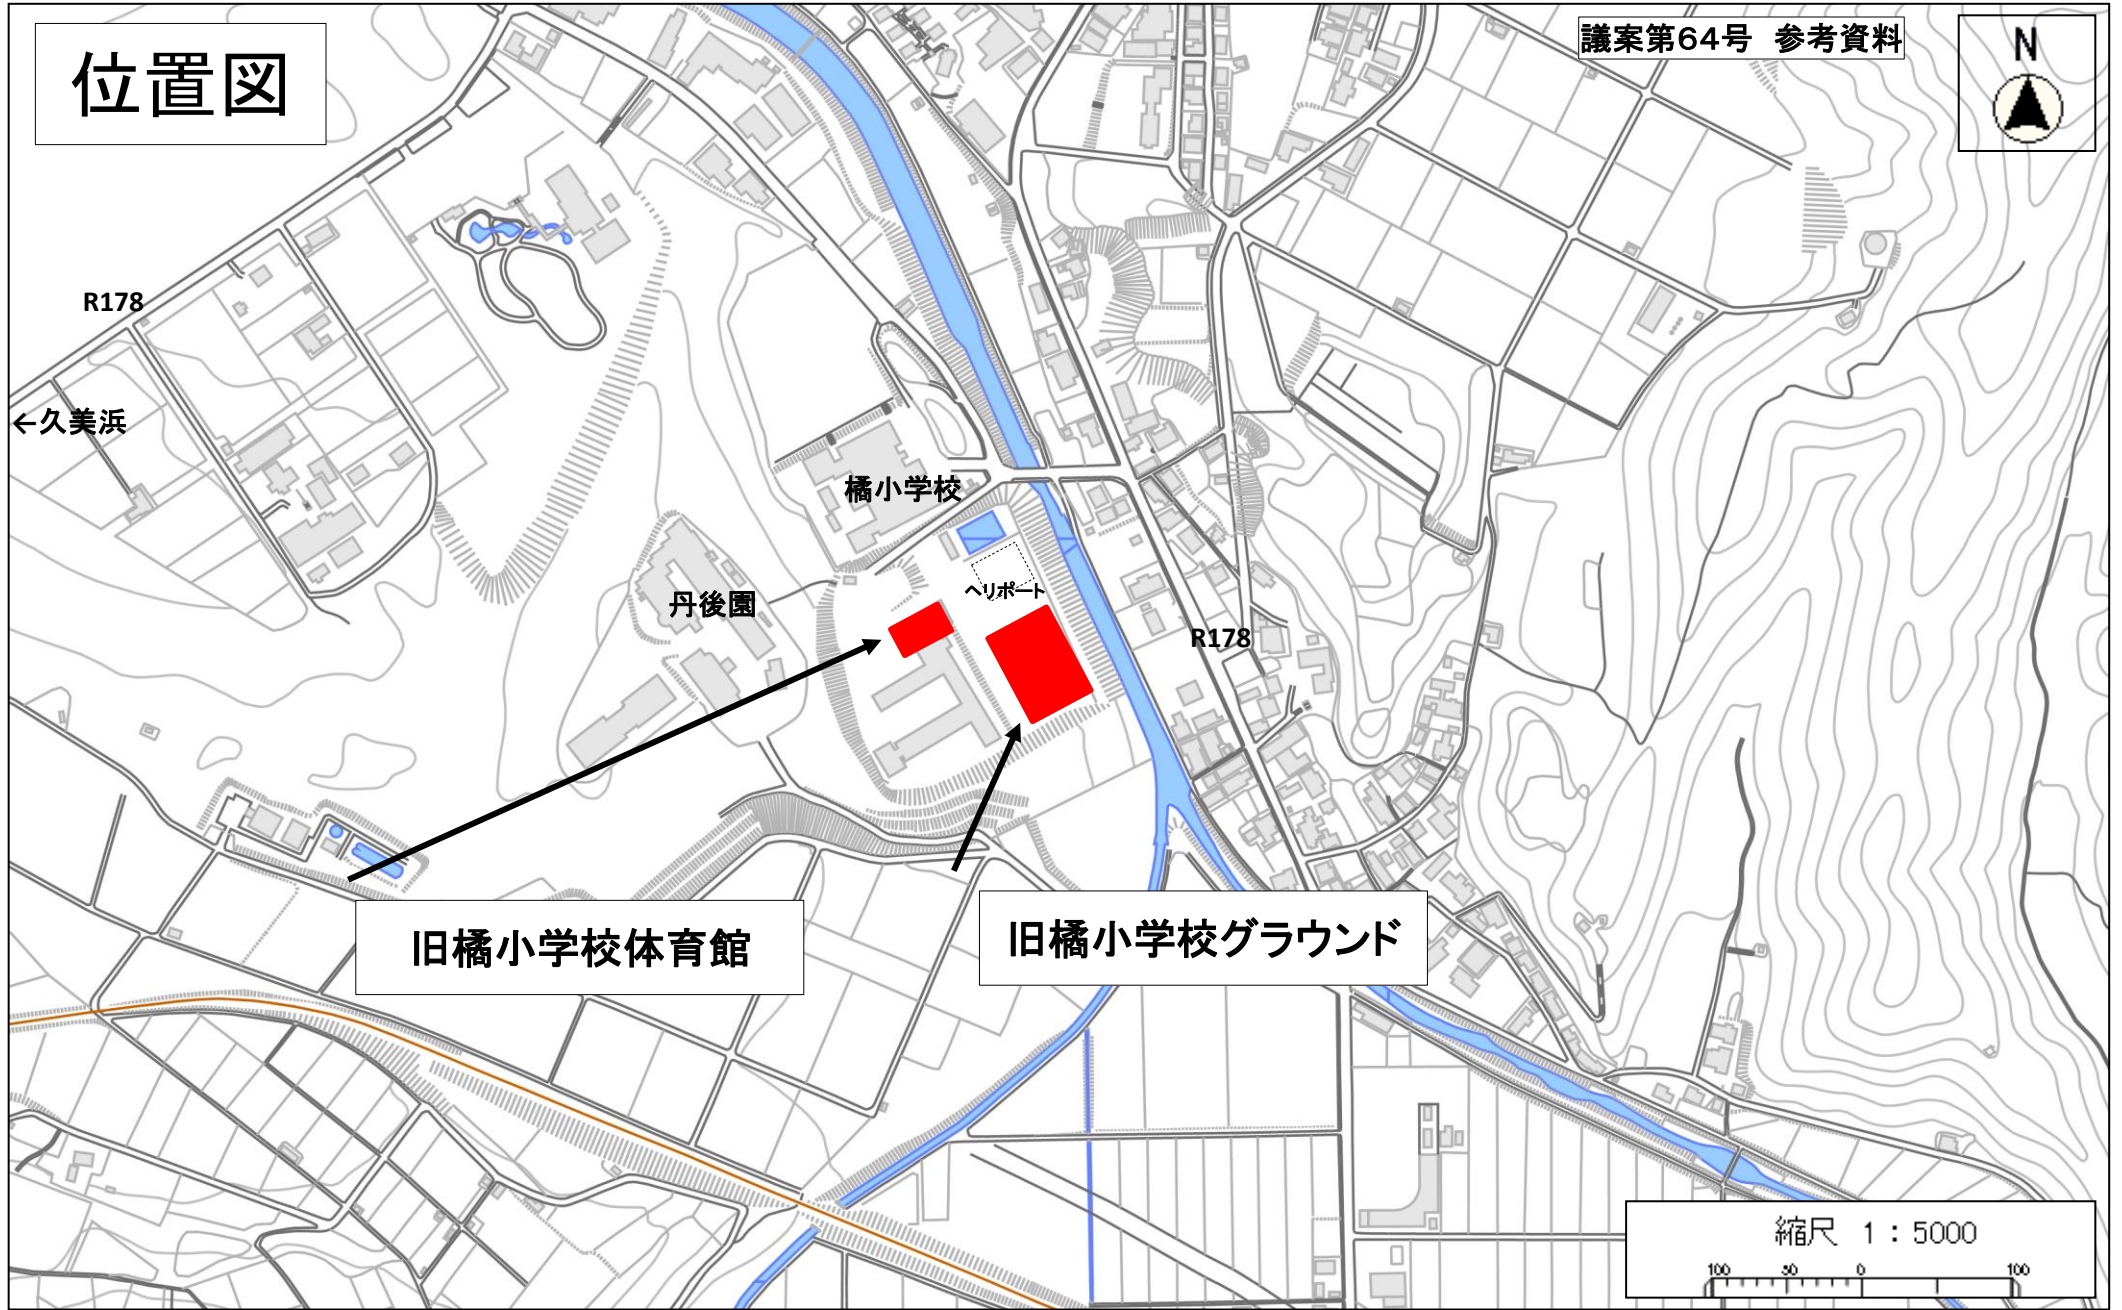 位置図
議案第64号 参考資料
N
R178
←久美浜
橘小学校
ヘリポート
丹後園
R178
旧橘小学校体育館
旧橘小学校グラウンド
縮尺 1:5000
100 50 0 100